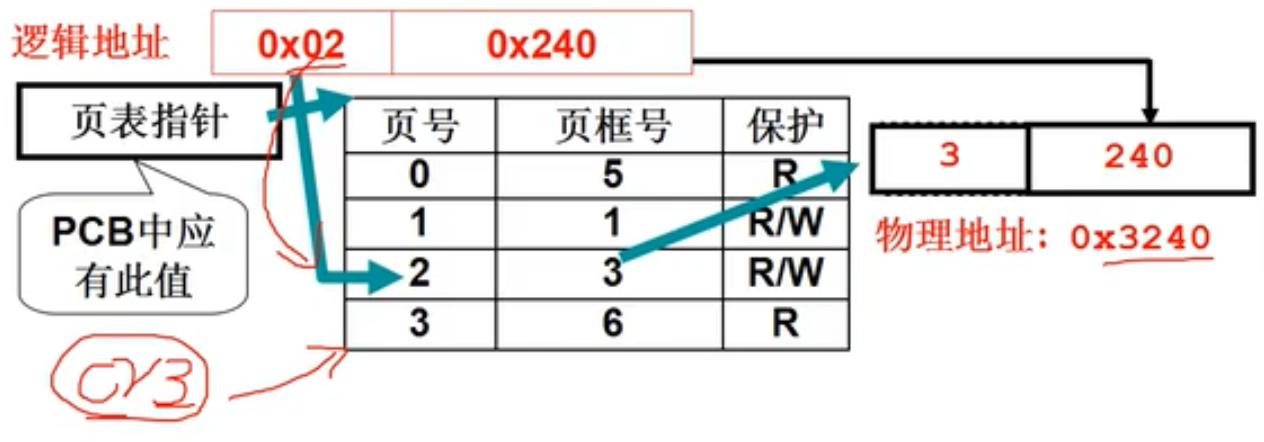 逻辑地址 0x02 0x240
页表指针
页号 页框号 保护
0 5 R
1 1 R/W
2 3 R/W
3 6 R
3 240
物理地址：0x3240
PCB中应
有此值
CY3